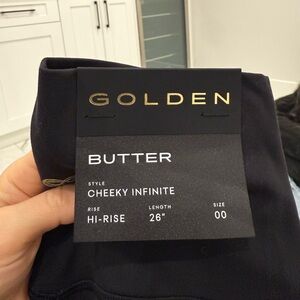 GOLDEN
BUTTER
STYLE
CHEEKY INFINITE
RISE LENGTH SIZE
HI-RISE 26" 00